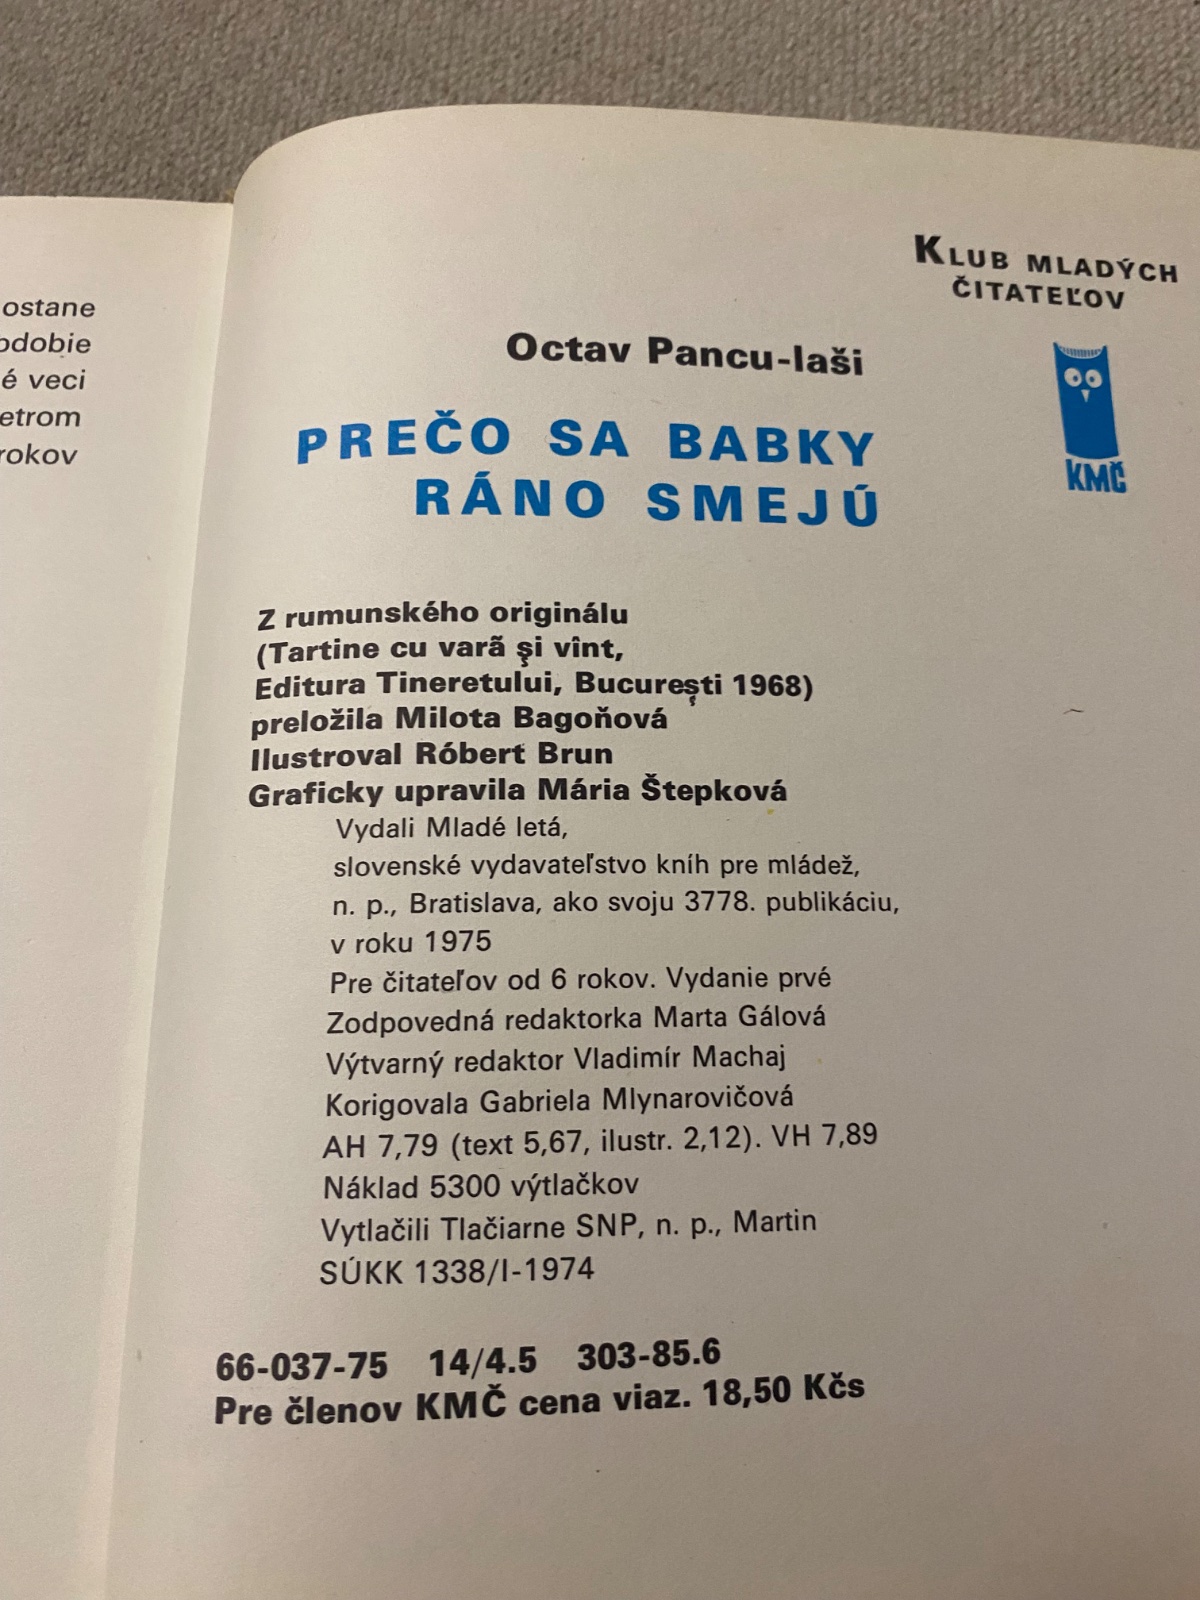 ostane
odobie
é veci
etrom
rokov
KLUB MLADÝCH
ČITATEĽOV
KMČ
Octav Pancu-Iaši
PREČO SA BABKY
RÁNO SMEJÚ
Z rumunského originálu
(Tartine cu varã şi vînt,
Editura Tineretului, Bucureşti 1968)
preložila Milota Bagoňová
Ilustroval Róbert Brun
Graficky upravila Mária Štepková
Vydali Mladé letá,
slovenské vydavateľstvo kníh pre mládež,
n. p., Bratislava, ako svoju 3778. publikáciu,
v roku 1975
Pre čitateľov od 6 rokov. Vydanie prvé
Zodpovedná redaktorka Marta Gálová
Výtvarný redaktor Vladimír Machaj
Korigovala Gabriela Mlynarovičová
AH 7,79 (text 5,67, ilustr. 2,12). VH 7,89
Náklad 5300 výtlačkov
Vytlačili Tlačiarne SNP, n. p., Martin
SÚKK 1338/I-1974
66-037-75 14/4.5 303-85.6
Pre členov KMČ cena viaz. 18,50 Kčs